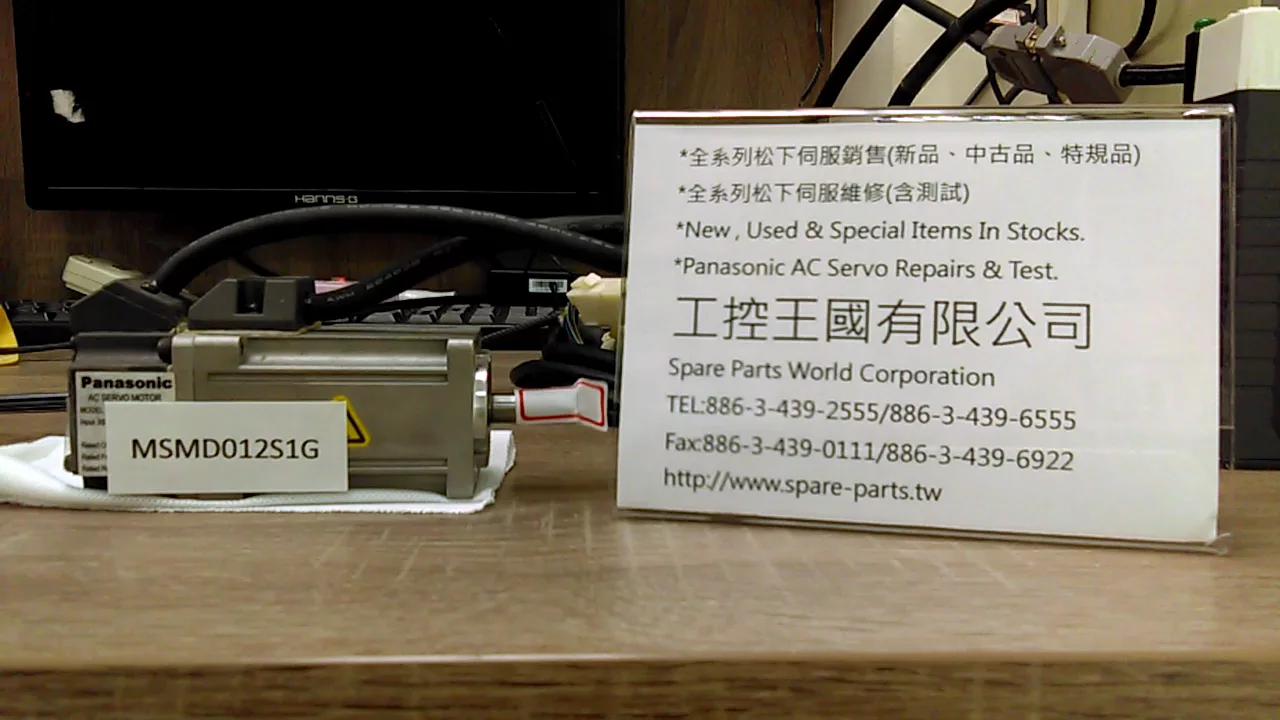 HANNS-G
Panasonic
AC SERVO MOTOR
MODEL
MSMD012S1G
*全系列松下伺服銷售(新品、中古品、特規品)
*全系列松下伺服維修(含測試)
*New , Used & Special Items In Stocks.
*Panasonic AC Servo Repairs & Test.
工控王國有限公司
Spare Parts World Corporation
TEL:886-3-439-2555/886-3-439-6555
Fax:886-3-439-0111/886-3-439-6922
http://www.spare-parts.tw